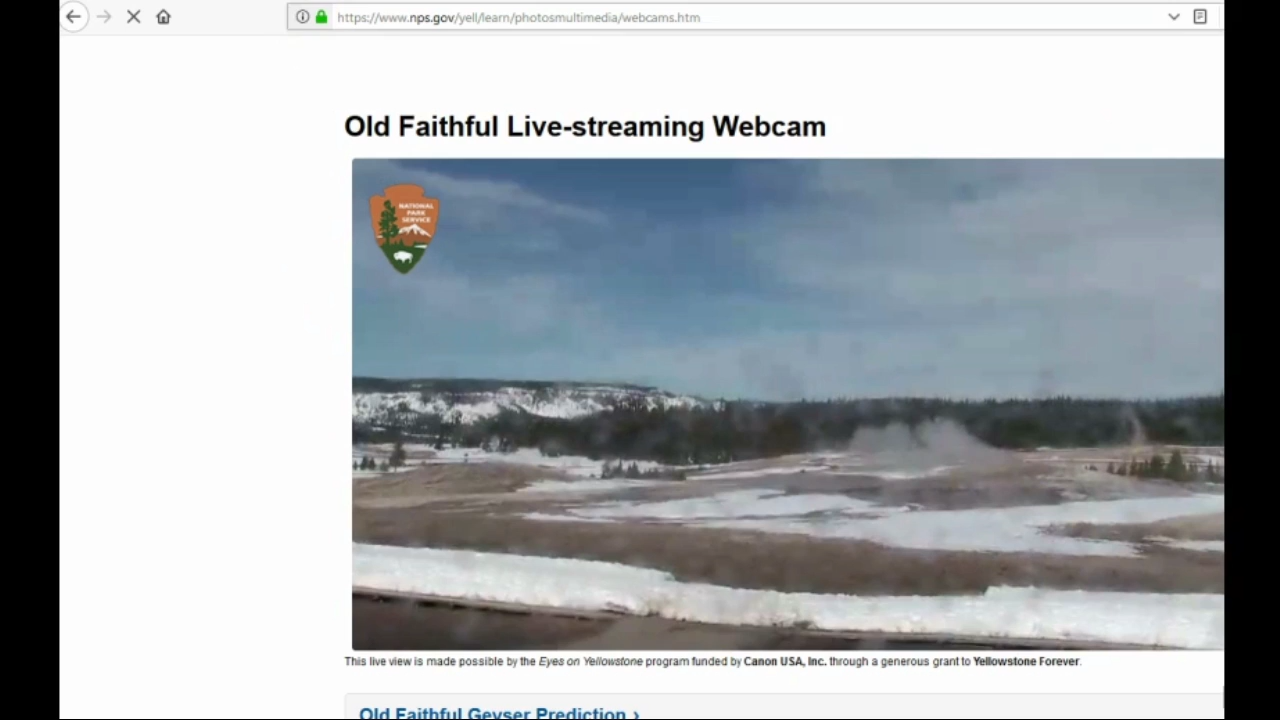 https://www.nps.gov/yell/learn/photosmultimedia/webcams.htm
Old Faithful Live-streaming Webcam
NATIONAL
PARK
SERVICE
This live view is made possible by the Eyes on Yellowstone program funded by Canon USA, Inc. through a generous grant to Yellowstone Forever.
Old Faithful Geyser Prediction ›